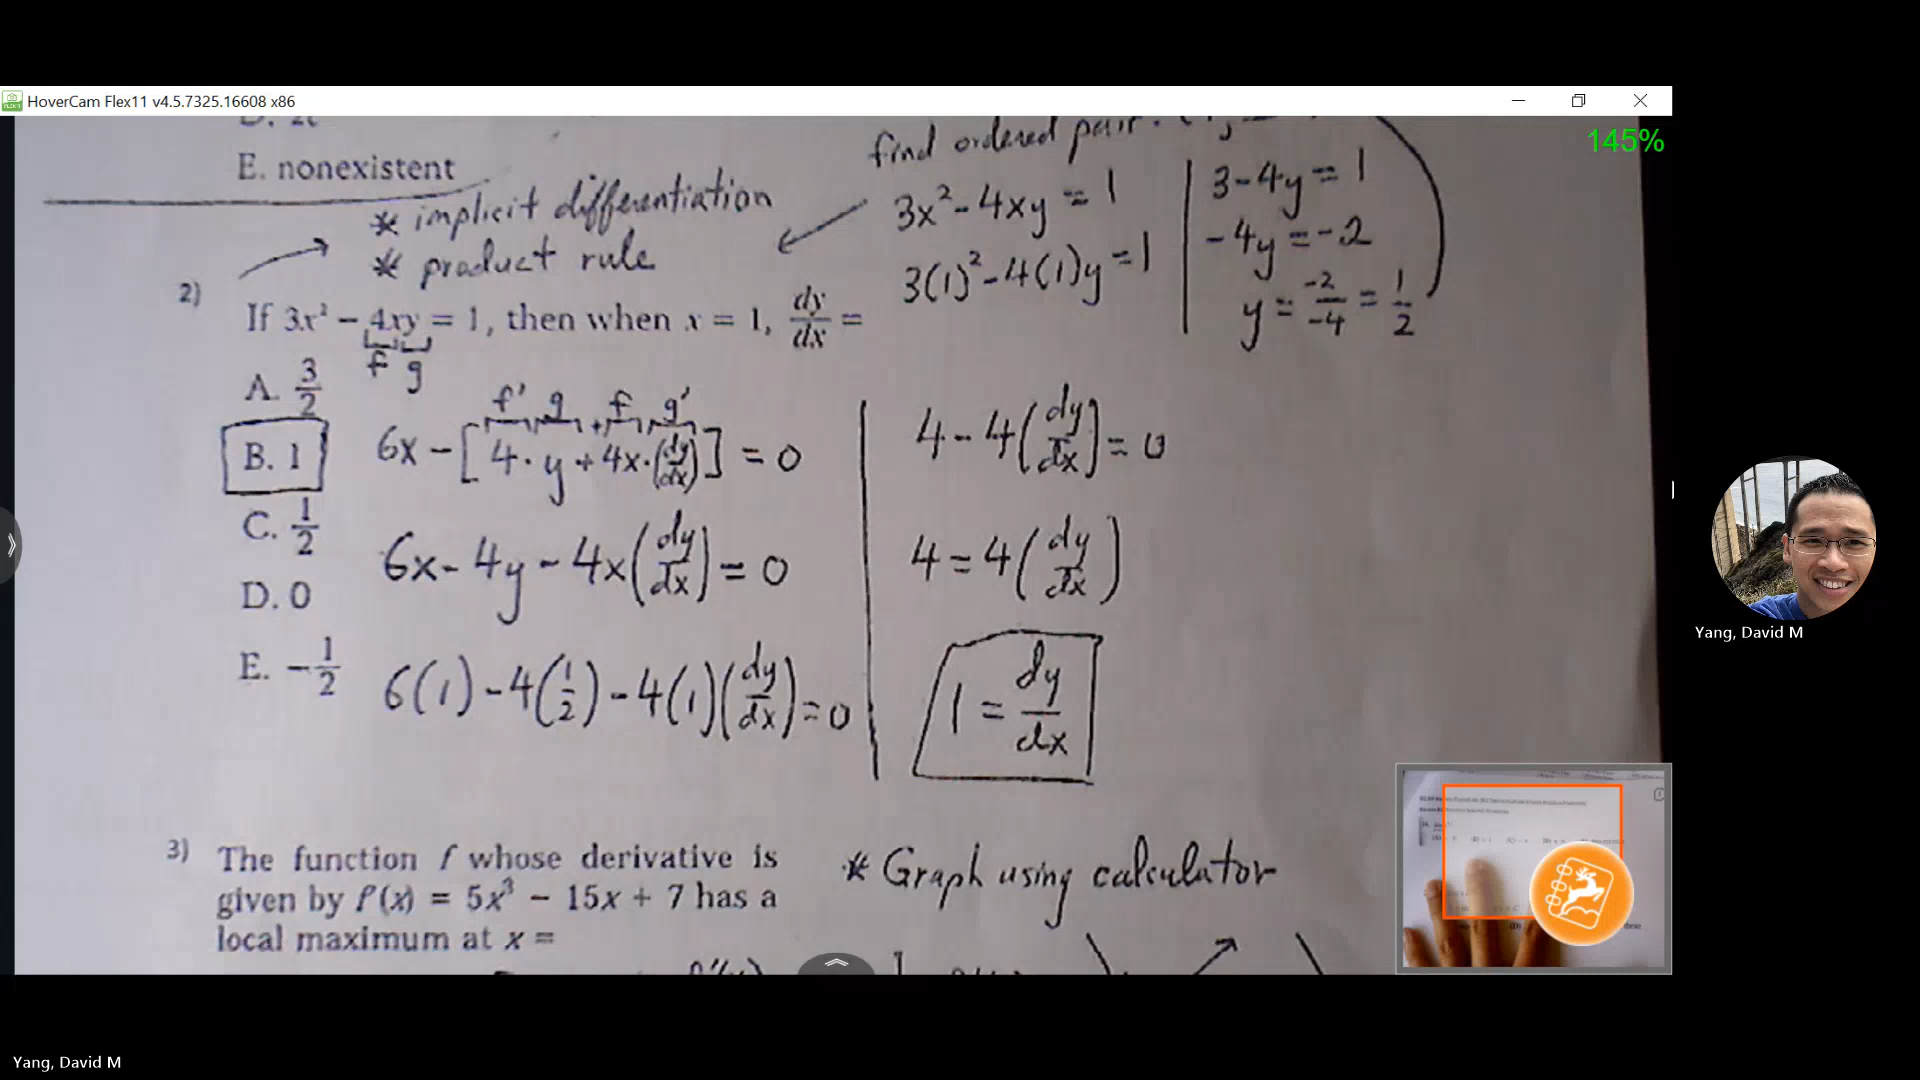 HoverCam Flex11 v4.5.7325.16608 x86
145%
E. nonexistent
* implicit differentiation
* product rule
find ordered pair:
3x² - 4xy = 1
3(1)² - 4(1)y = 1
3 - 4y = 1
-4y = -2
y = -2/-4 = 1/2
2)
If 3x² − 4xy = 1, then when x = 1, dy/dx =
f g
A. 3/2
B. 1
C. 1/2
D. 0
E. −1/2
f' g + f g'
6x - [4·y + 4x·(dy/dx)] = 0
6x - 4y - 4x(dy/dx) = 0
6(1) - 4(1/2) - 4(1)(dy/dx) = 0
4 - 4(dy/dx) = 0
4 = 4(dy/dx)
1 = dy/dx
3)
The function f whose derivative is
given by f'(x) = 5x³ − 15x + 7 has a
local maximum at x =
* Graph using calculator
Yang, David M
Yang, David M